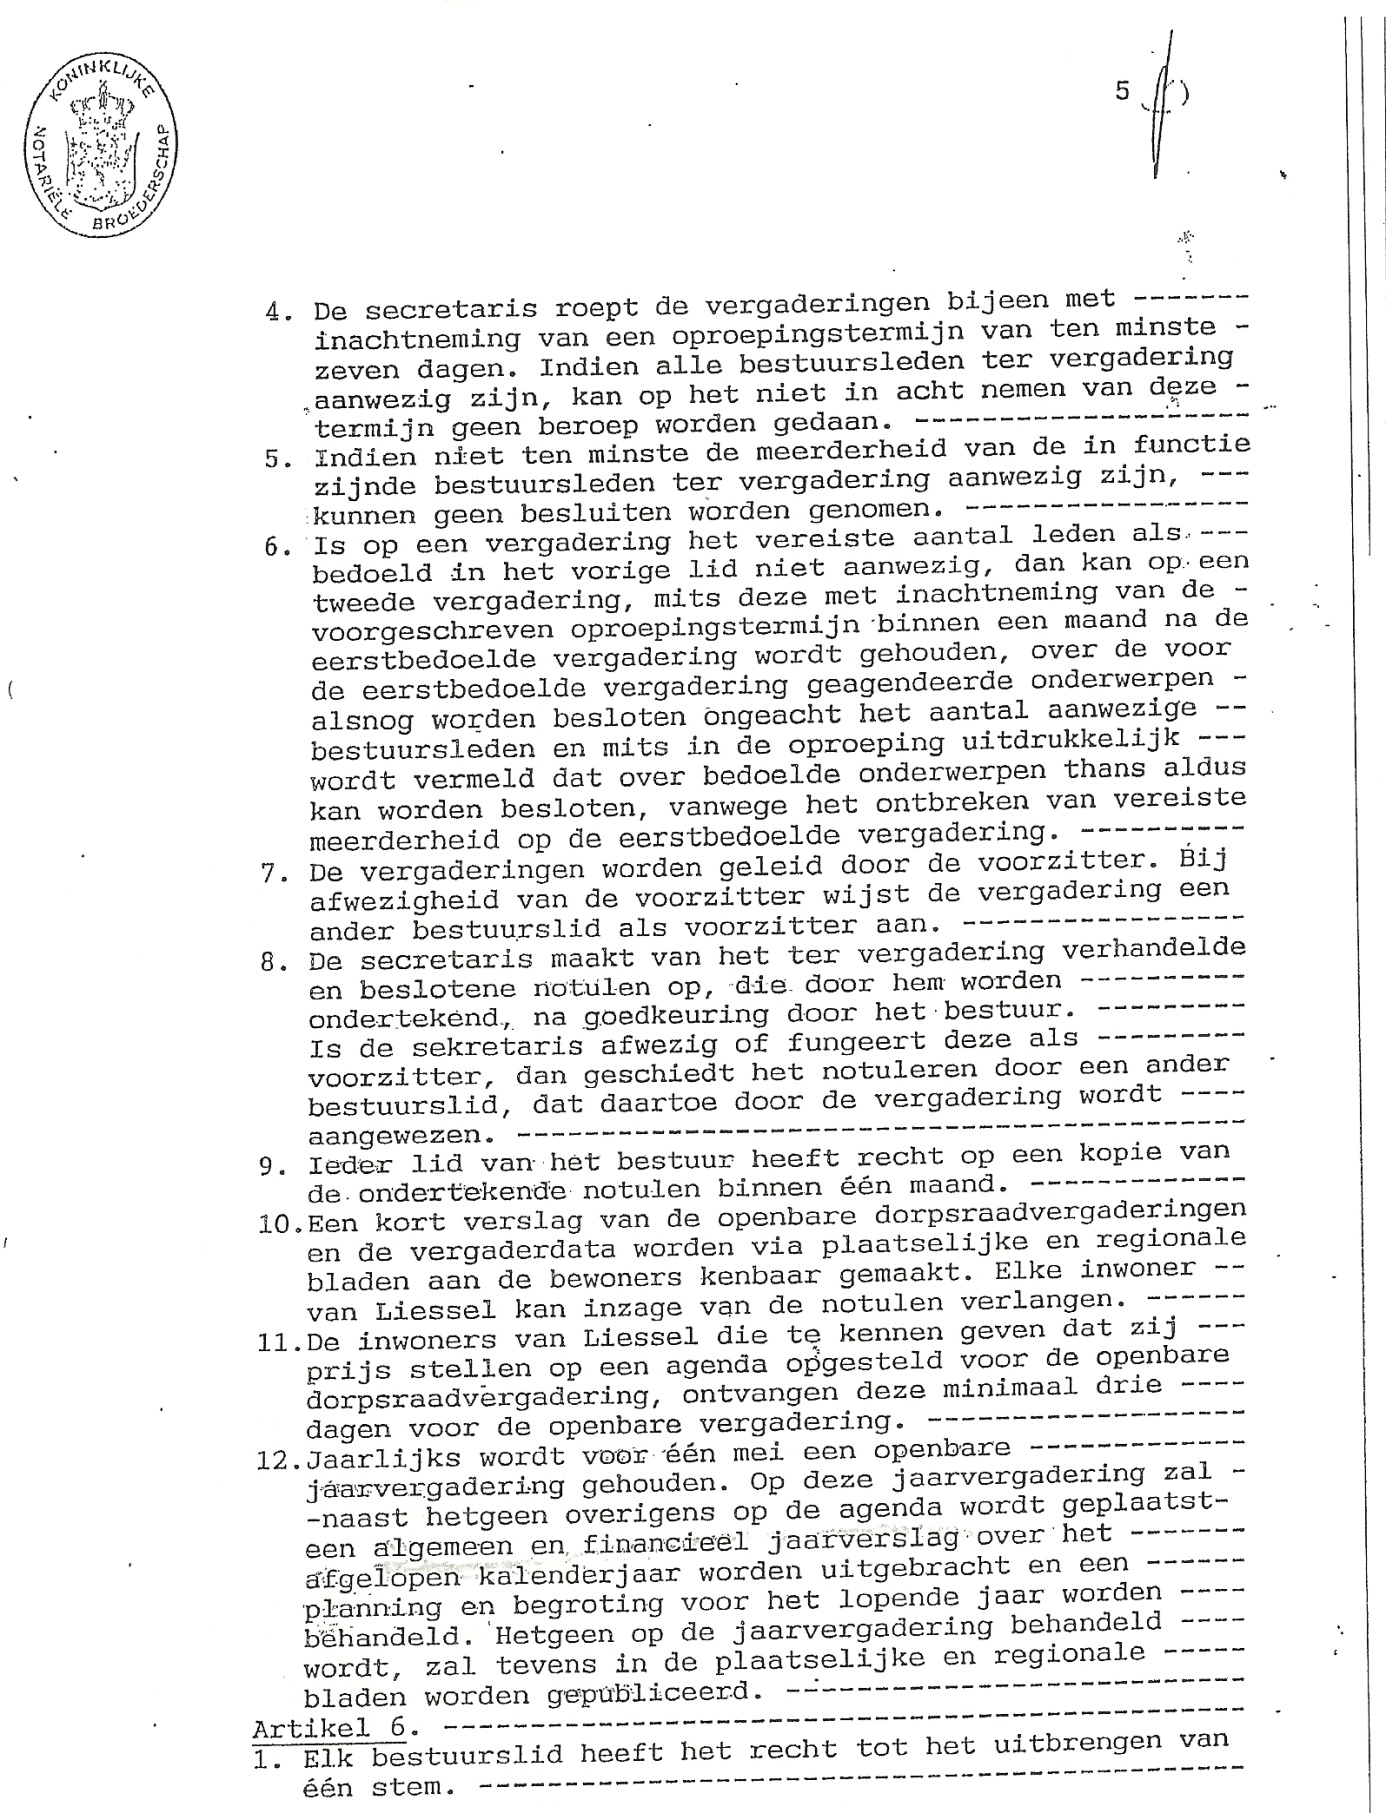 KONINKLIJKE
NOTARIËLE BROEDERSCHAP
5
4. De secretaris roept de vergaderingen bijeen met -------
inachtneming van een oproepingstermijn van ten minste -
zeven dagen. Indien alle bestuursleden ter vergadering
aanwezig zijn, kan op het niet in acht nemen van deze -
termijn geen beroep worden gedaan. --------------------
5. Indien niet ten minste de meerderheid van de in functie
zijnde bestuursleden ter vergadering aanwezig zijn, ---
kunnen geen besluiten worden genomen. -----------------
6. Is op een vergadering het vereiste aantal leden als ---
bedoeld in het vorige lid niet aanwezig, dan kan op een
tweede vergadering, mits deze met inachtneming van de -
voorgeschreven oproepingstermijn binnen een maand na de
eerstbedoelde vergadering wordt gehouden, over de voor
de eerstbedoelde vergadering geagendeerde onderwerpen -
alsnog worden besloten ongeacht het aantal aanwezige --
bestuursleden en mits in de oproeping uitdrukkelijk ---
wordt vermeld dat over bedoelde onderwerpen thans aldus
kan worden besloten, vanwege het ontbreken van vereiste
meerderheid op de eerstbedoelde vergadering. ----------
7. De vergaderingen worden geleid door de voorzitter. Bij
afwezigheid van de voorzitter wijst de vergadering een
ander bestuurslid als voorzitter aan. -----------------
8. De secretaris maakt van het ter vergadering verhandelde
en beslotene notulen op, die door hem worden ----------
ondertekend, na goedkeuring door het bestuur. ---------
Is de sekretaris afwezig of fungeert deze als ---------
voorzitter, dan geschiedt het notuleren door een ander
bestuurslid, dat daartoe door de vergadering wordt ----
aangewezen. -------------------------------------------
9. Ieder lid van het bestuur heeft recht op een kopie van
de ondertekende notulen binnen één maand. -------------
10.Een kort verslag van de openbare dorpsraadvergaderingen
en de vergaderdata worden via plaatselijke en regionale
bladen aan de bewoners kenbaar gemaakt. Elke inwoner --
van Liessel kan inzage van de notulen verlangen. ------
11.De inwoners van Liessel die te kennen geven dat zij ---
prijs stellen op een agenda opgesteld voor de openbare
dorpsraadvergadering, ontvangen deze minimaal drie ----
dagen voor de openbare vergadering. -------------------
12.Jaarlijks wordt voor één mei een openbare -------------
jaarvergadering gehouden. Op deze jaarvergadering zal -
-naast hetgeen overigens op de agenda wordt geplaatst-
een algemeen en financieël jaarverslag over het -------
afgelopen kalenderjaar worden uitgebracht en een ------
planning en begroting voor het lopende jaar worden ----
behandeld. Hetgeen op de jaarvergadering behandeld ----
wordt, zal tevens in de plaatselijke en regionale -----
bladen worden gepubliceerd. ---------------------------
Artikel 6. -----------------------------------------------
1. Elk bestuurslid heeft het recht tot het uitbrengen van
één stem. ---------------------------------------------